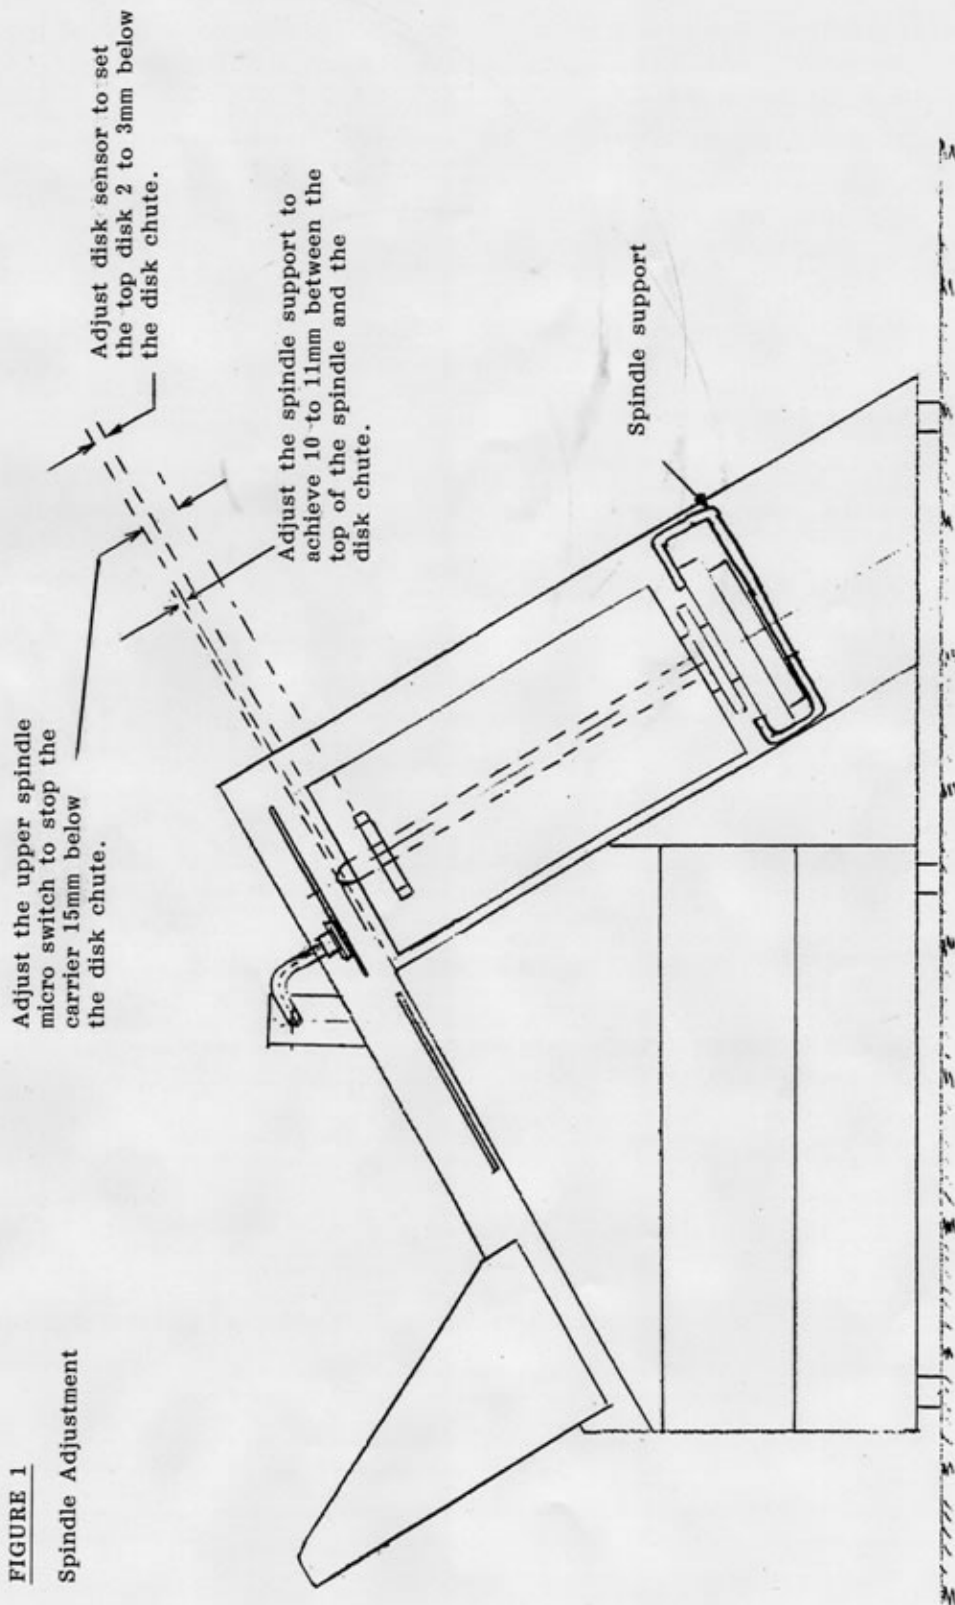 FIGURE 1
Spindle Adjustment
Adjust the upper spindle
micro switch to stop the
carrier 15mm below
the disk chute.
Adjust disk sensor to set
the top disk 2 to 3mm below
the disk chute.
Adjust the spindle support to
achieve 10 to 11mm between the
top of the spindle and the
disk chute.
Spindle support